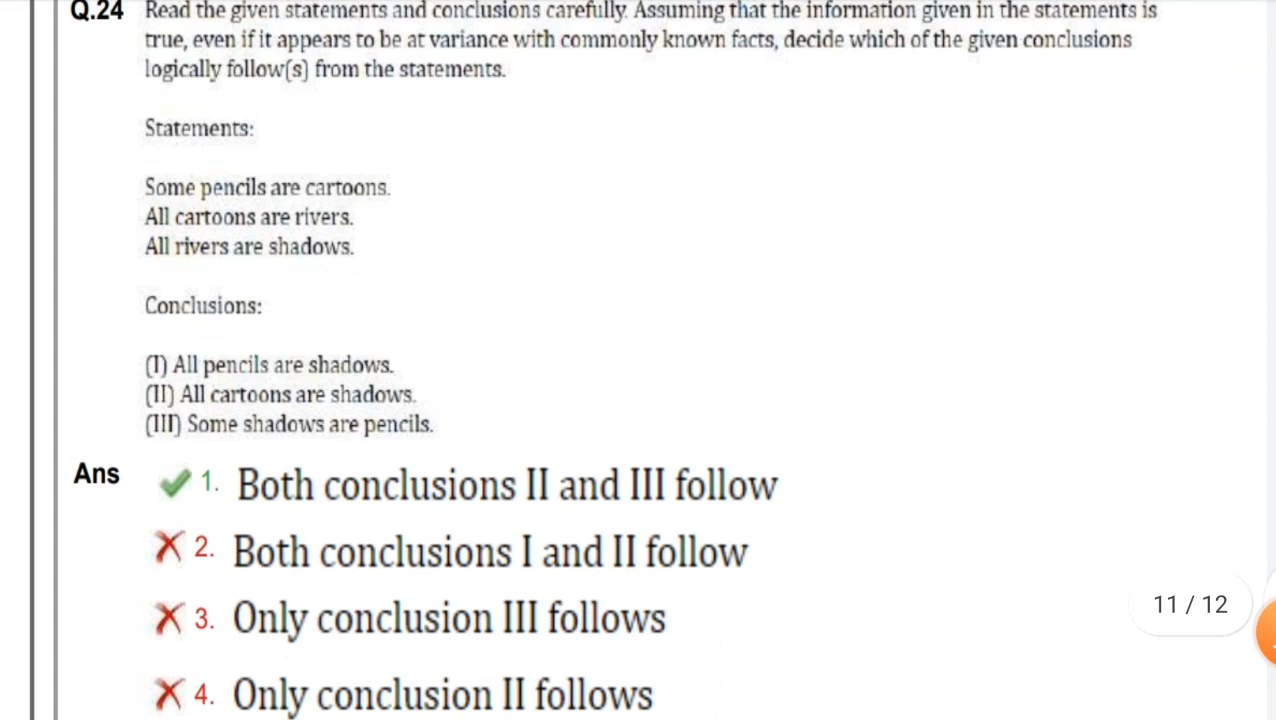 Q.24 Read the given statements and conclusions carefully. Assuming that the information given in the statements is
true, even if it appears to be at variance with commonly known facts, decide which of the given conclusions
logically follow(s) from the statements.
Statements:
Some pencils are cartoons.
All cartoons are rivers.
All rivers are shadows.
Conclusions:
(I) All pencils are shadows.
(II) All cartoons are shadows.
(III) Some shadows are pencils.
Ans 1. Both conclusions II and III follow
2. Both conclusions I and II follow
3. Only conclusion III follows
11 / 12
4. Only conclusion II follows